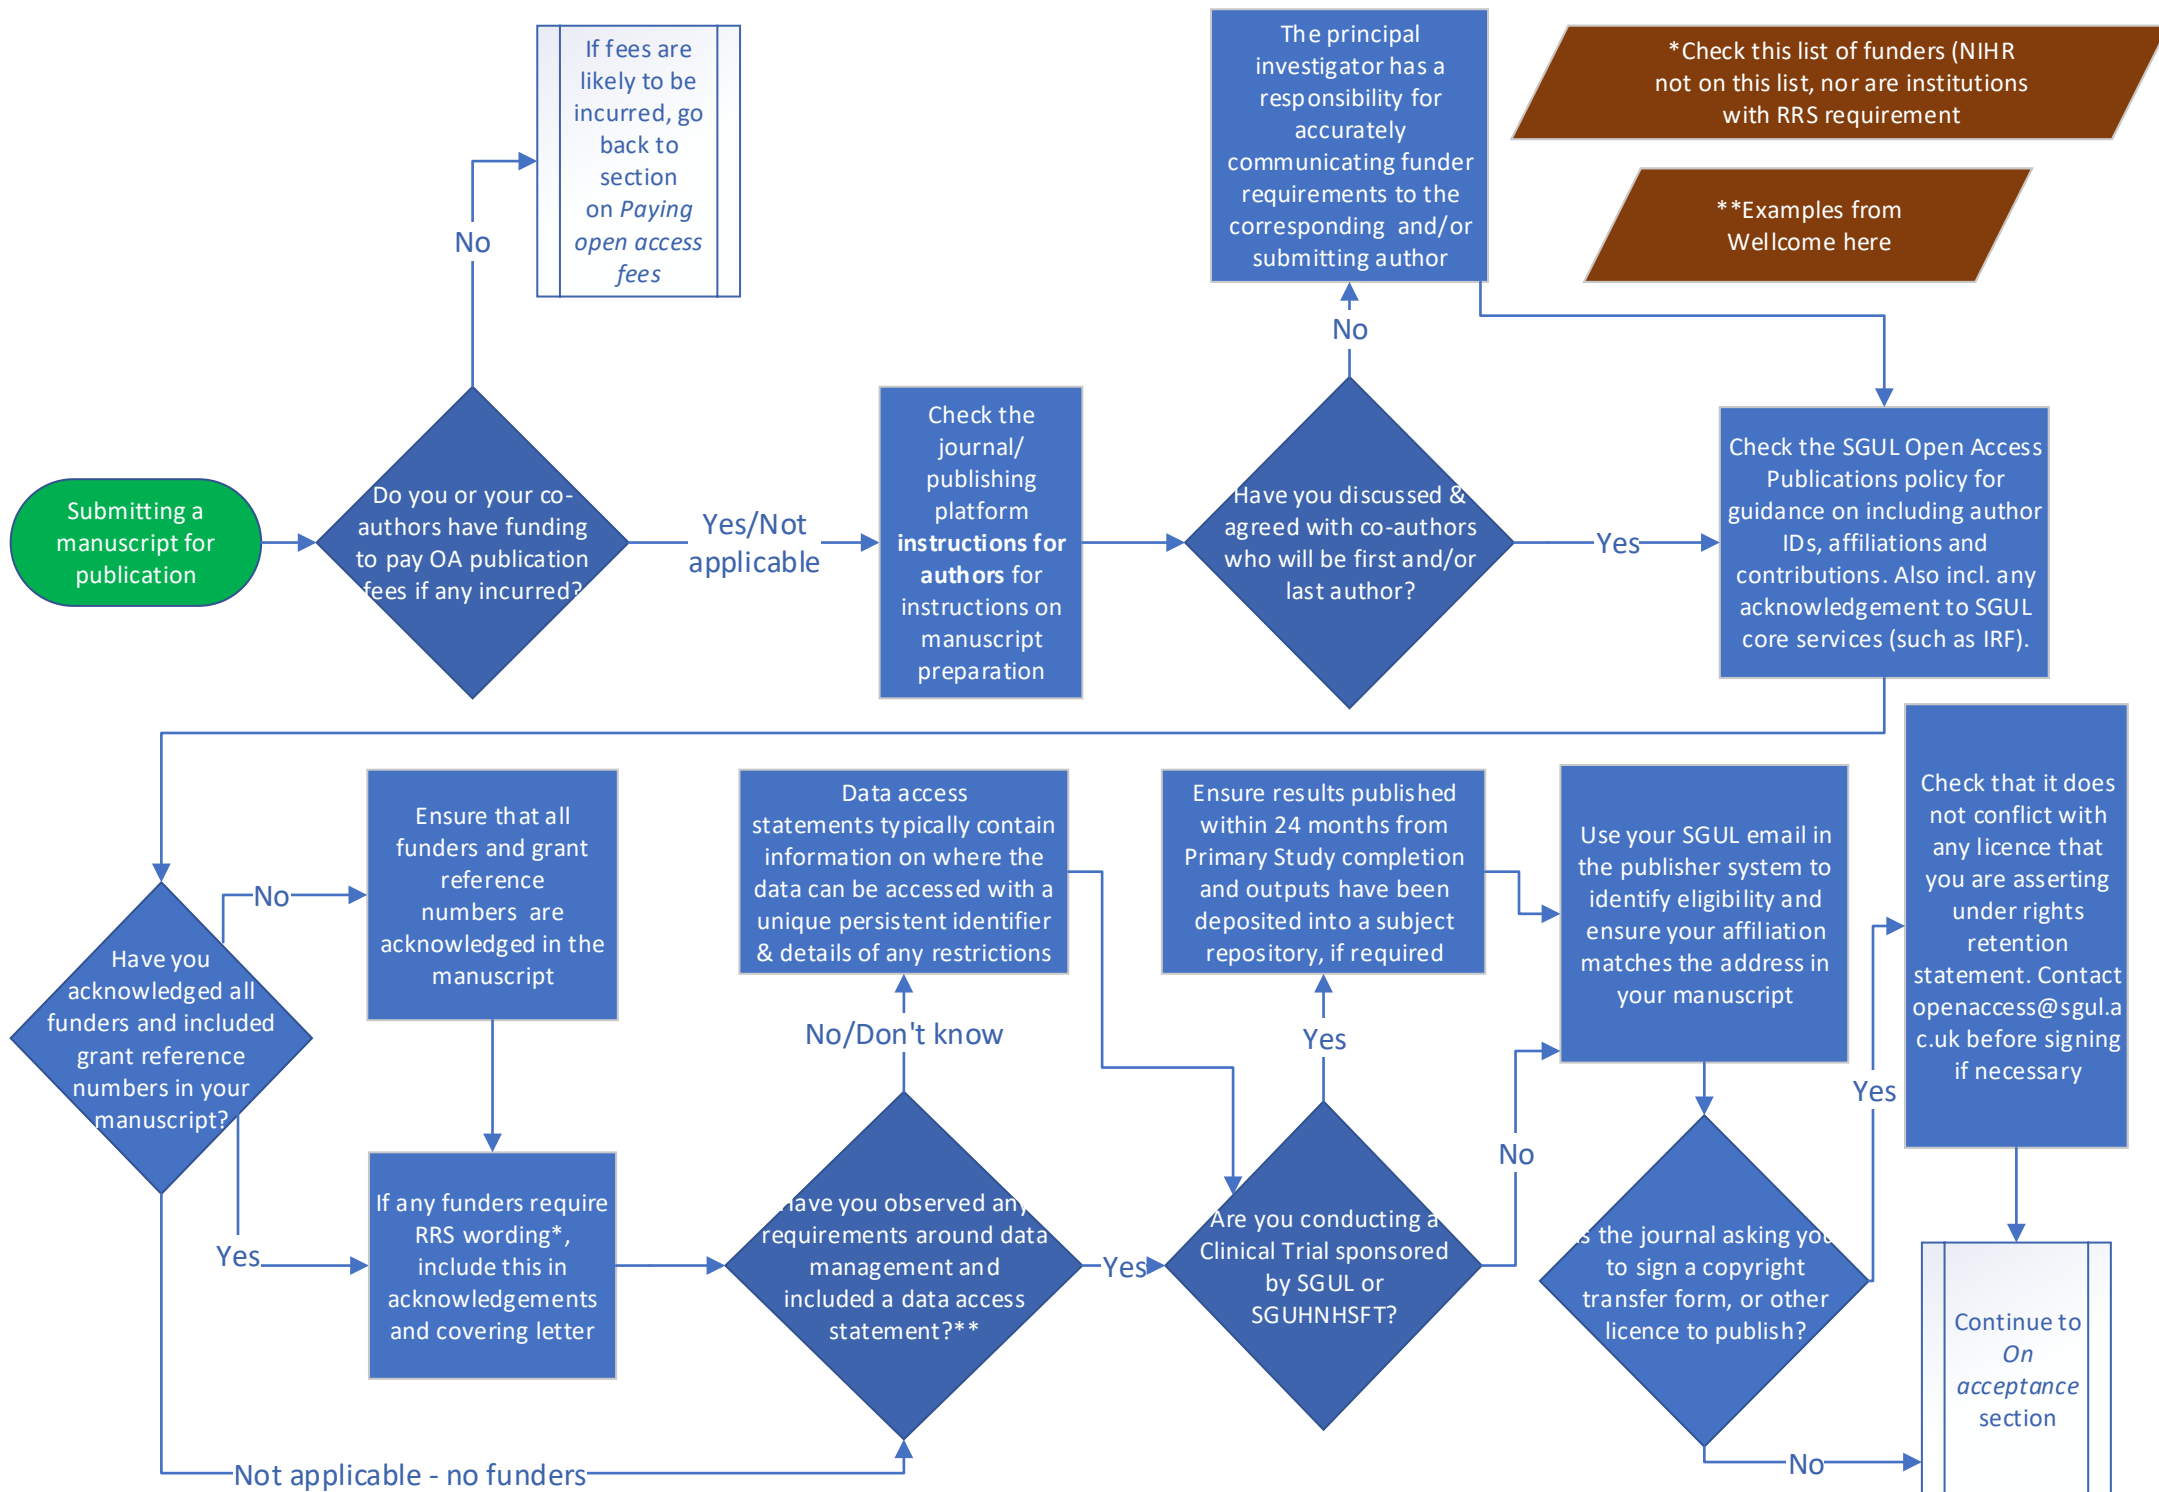 If fees are
likely to be
incurred, go
back to
section
on Paying
open access
fees
The principal
investigator has a
responsibility for
accurately
communicating funder
requirements to the
corresponding and/or
submitting author
*Check this list of funders (NIHR
not on this list, nor are institutions
with RRS requirement
**Examples from
Wellcome here
No
No
Submitting a
manuscript for
publication
Do you or your co-
authors have funding
to pay OA publication
fees if any incurred?
Yes/Not
applicable
Check the
journal/
publishing
platform
instructions for
authors for
instructions on
manuscript
preparation
Have you discussed &
agreed with co-authors
who will be first and/or
last author?
Yes
Check the SGUL Open Access
Publications policy for
guidance on including author
IDs, affiliations and
contributions. Also incl. any
acknowledgement to SGUL
core services (such as IRF).
Have you
acknowledged all
funders and included
grant reference
numbers in your
manuscript?
No
Ensure that all
funders and grant
reference
numbers are
acknowledged in the
manuscript
Yes
If any funders require
RRS wording*,
include this in
acknowledgements
and covering letter
Not applicable - no funders
Data access
statements typically contain
information on where the
data can be accessed with a
unique persistent identifier
& details of any restrictions
No/Don't know
Have you observed any
requirements around data
management and
included a data access
statement?**
Yes
Ensure results published
within 24 months from
Primary Study completion
and outputs have been
deposited into a subject
repository, if required
Yes
Are you conducting a
Clinical Trial sponsored
by SGUL or
SGUHNHSFT?
No
Use your SGUL email in
the publisher system to
identify eligibility and
ensure your affiliation
matches the address in
your manuscript
Is the journal asking you
to sign a copyright
transfer form, or other
licence to publish?
Yes
No
Check that it does
not conflict with
any licence that
you are asserting
under rights
retention
statement. Contact
openaccess@sgul.a
c.uk before signing
if necessary
Continue to
On
acceptance
section